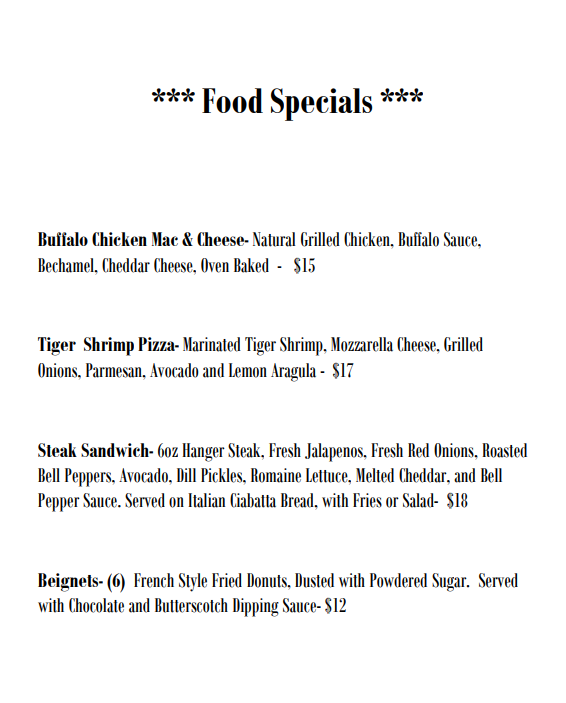 *** Food Specials ***
Buffalo Chicken Mac & Cheese- Natural Grilled Chicken, Buffalo Sauce,
Bechamel, Cheddar Cheese, Oven Baked - $15
Tiger Shrimp Pizza- Marinated Tiger Shrimp, Mozzarella Cheese, Grilled
Onions, Parmesan, Avocado and Lemon Aragula - $17
Steak Sandwich- 6oz Hanger Steak, Fresh Jalapenos, Fresh Red Onions, Roasted
Bell Peppers, Avocado, Dill Pickles, Romaine Lettuce, Melted Cheddar, and Bell
Pepper Sauce. Served on Italian Ciabatta Bread, with Fries or Salad- $18
Beignets- (6) French Style Fried Donuts, Dusted with Powdered Sugar. Served
with Chocolate and Butterscotch Dipping Sauce- $12